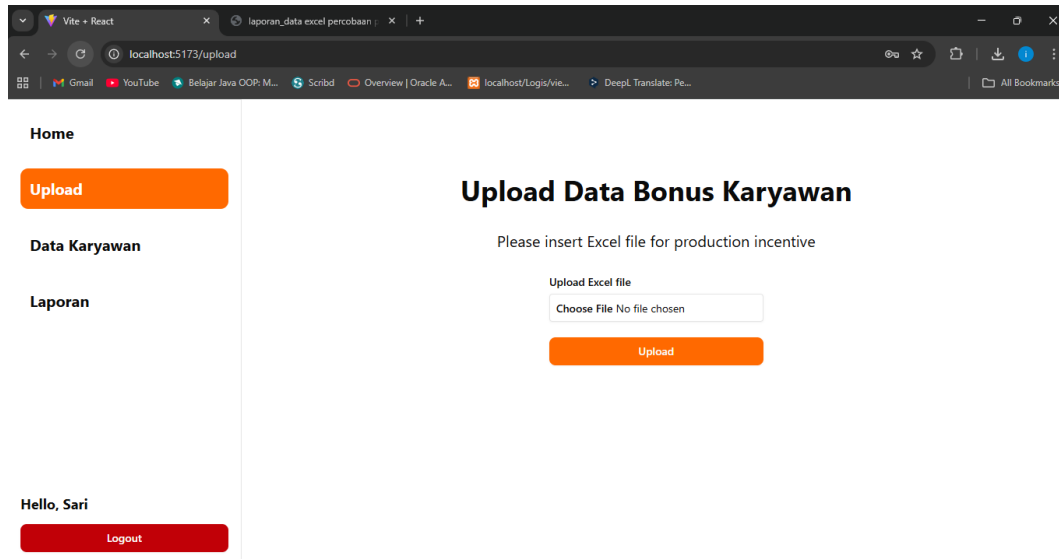 Vite + React
laporan_data excel percobaan
localhost:5173/upload
Gmail
YouTube
Belajar Java OOP: M...
Scribd
Overview | Oracle A...
localhost/Logis/vie...
DeepL Translate: Pe...
All Bookmarks
Home
Upload
Data Karyawan
Laporan
Hello, Sari
Logout
Upload Data Bonus Karyawan
Please insert Excel file for production incentive
Upload Excel file
Choose File No file chosen
Upload